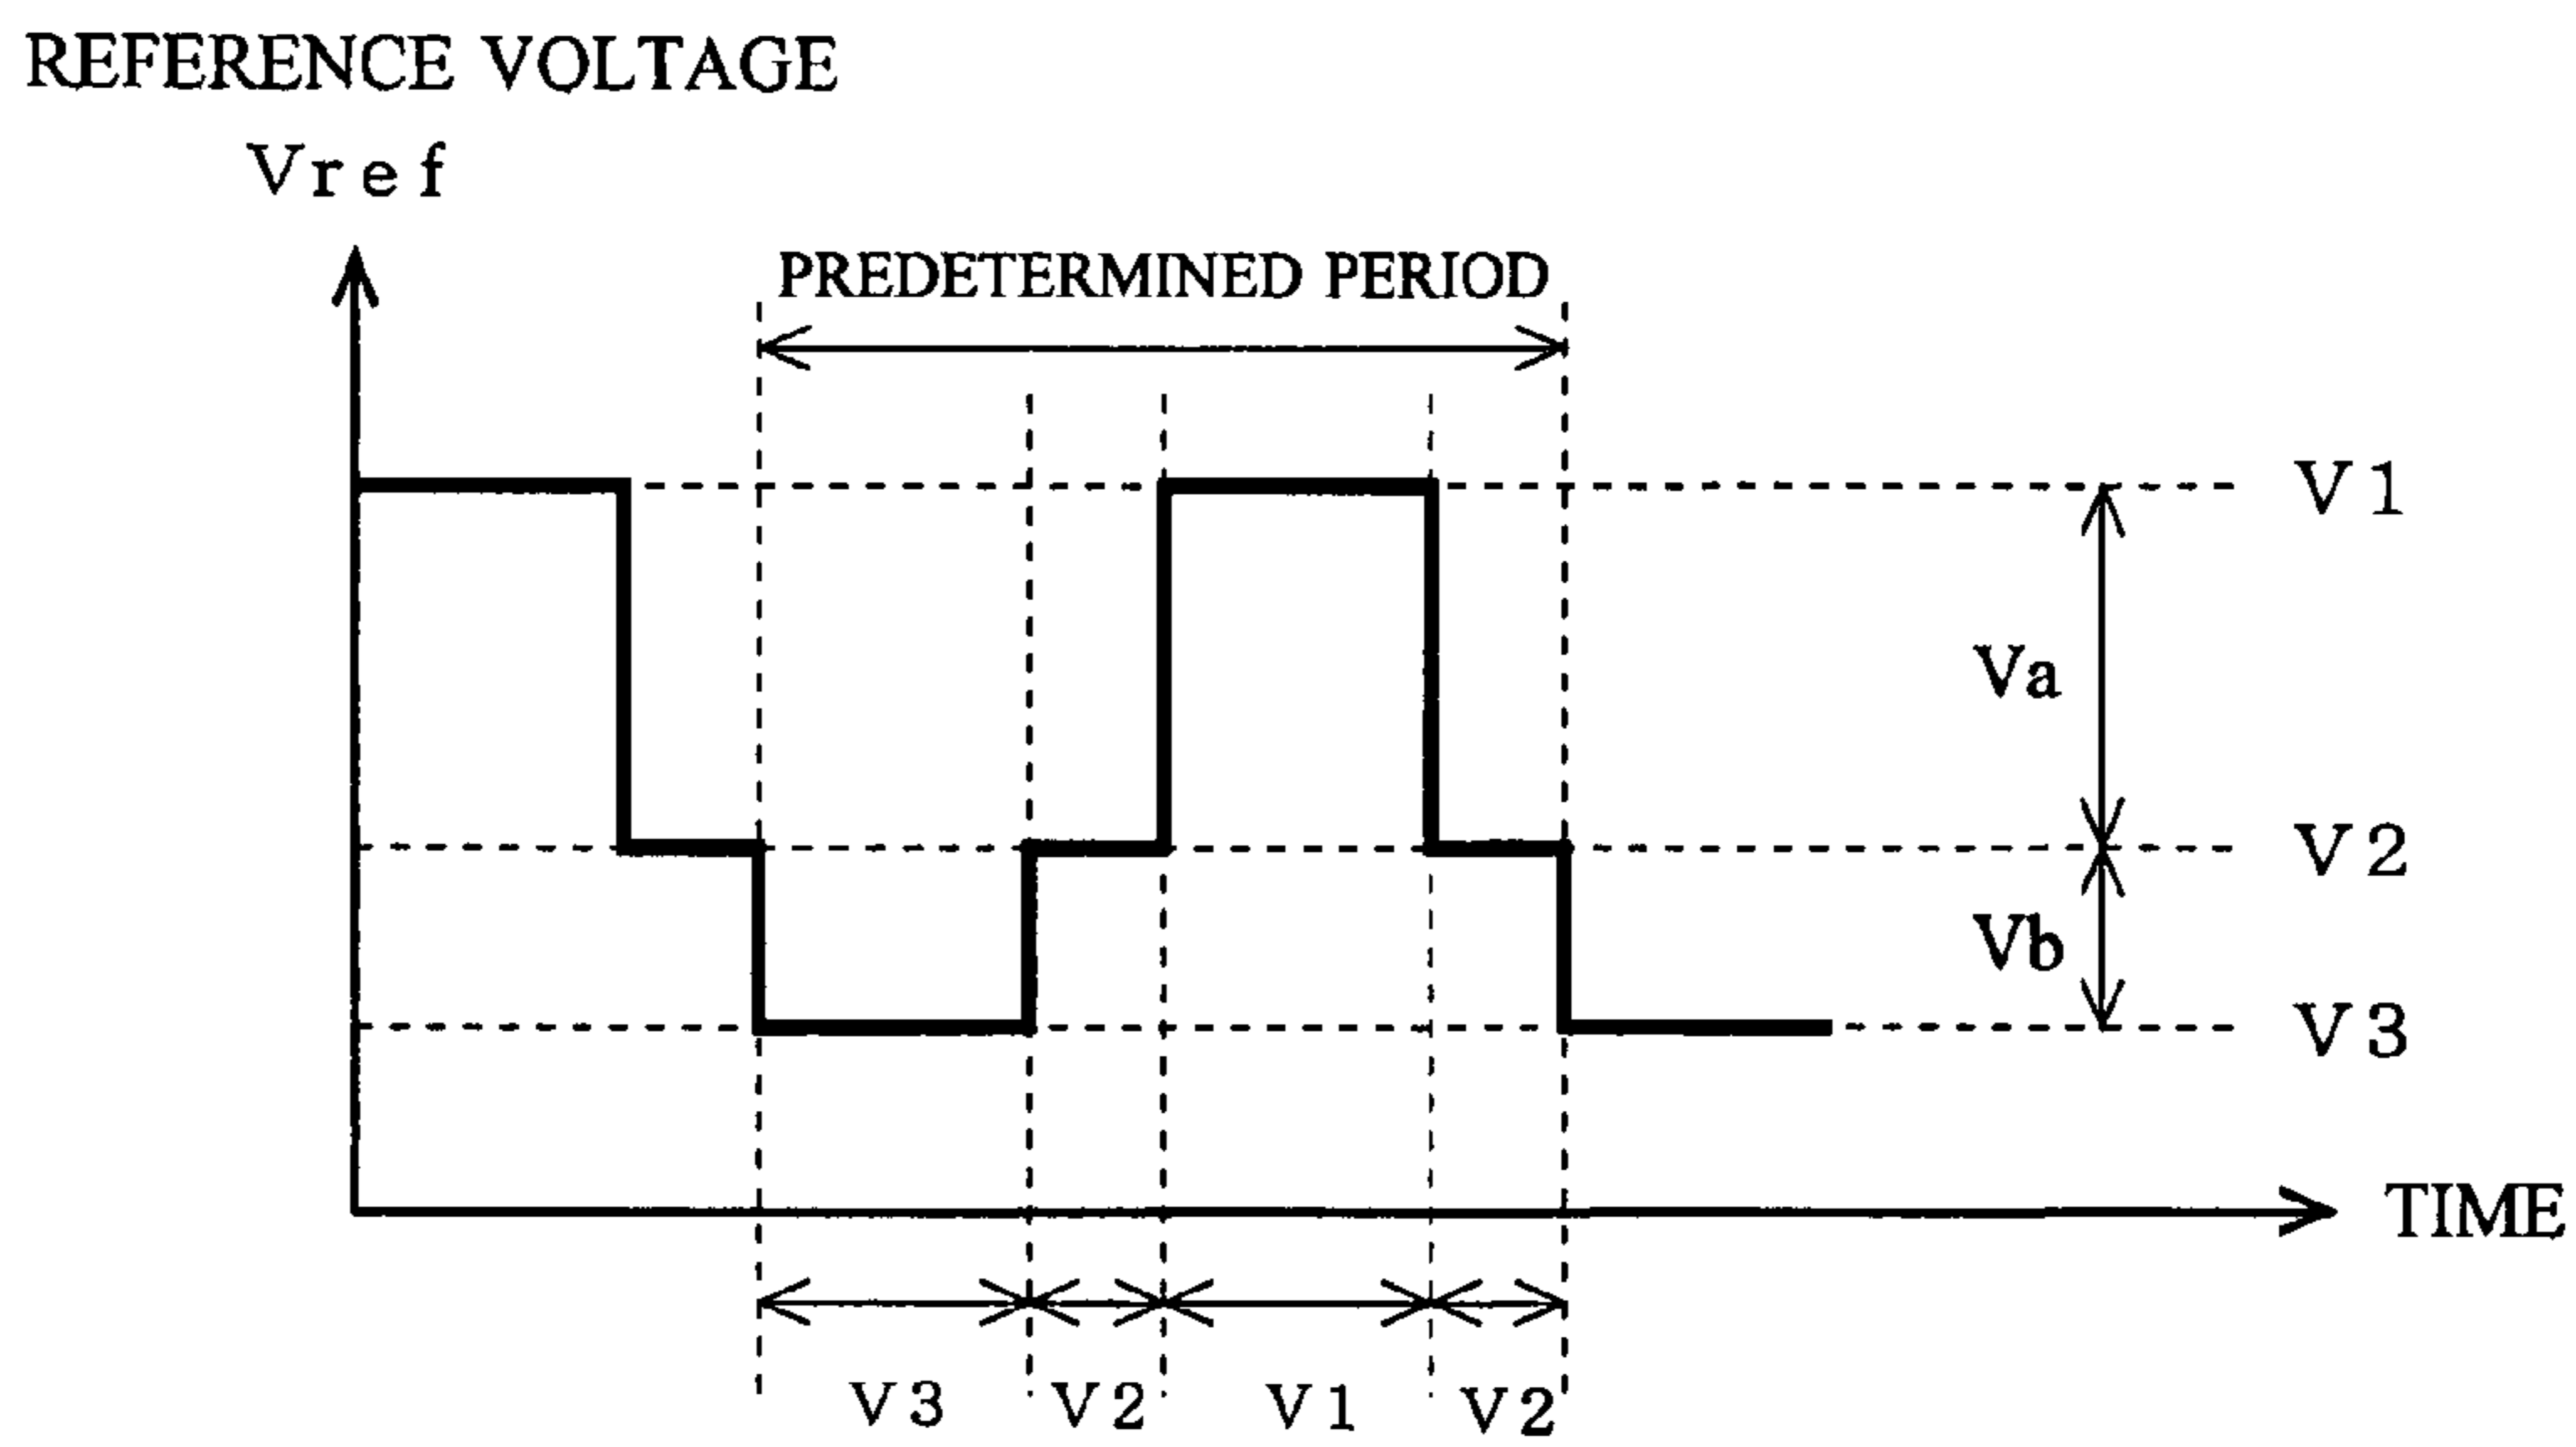 REFERENCE VOLTAGE
Vref
PREDETERMINED PERIOD
V1
Va
V2
Vb
V3
TIME
V3 V2 V1 V2